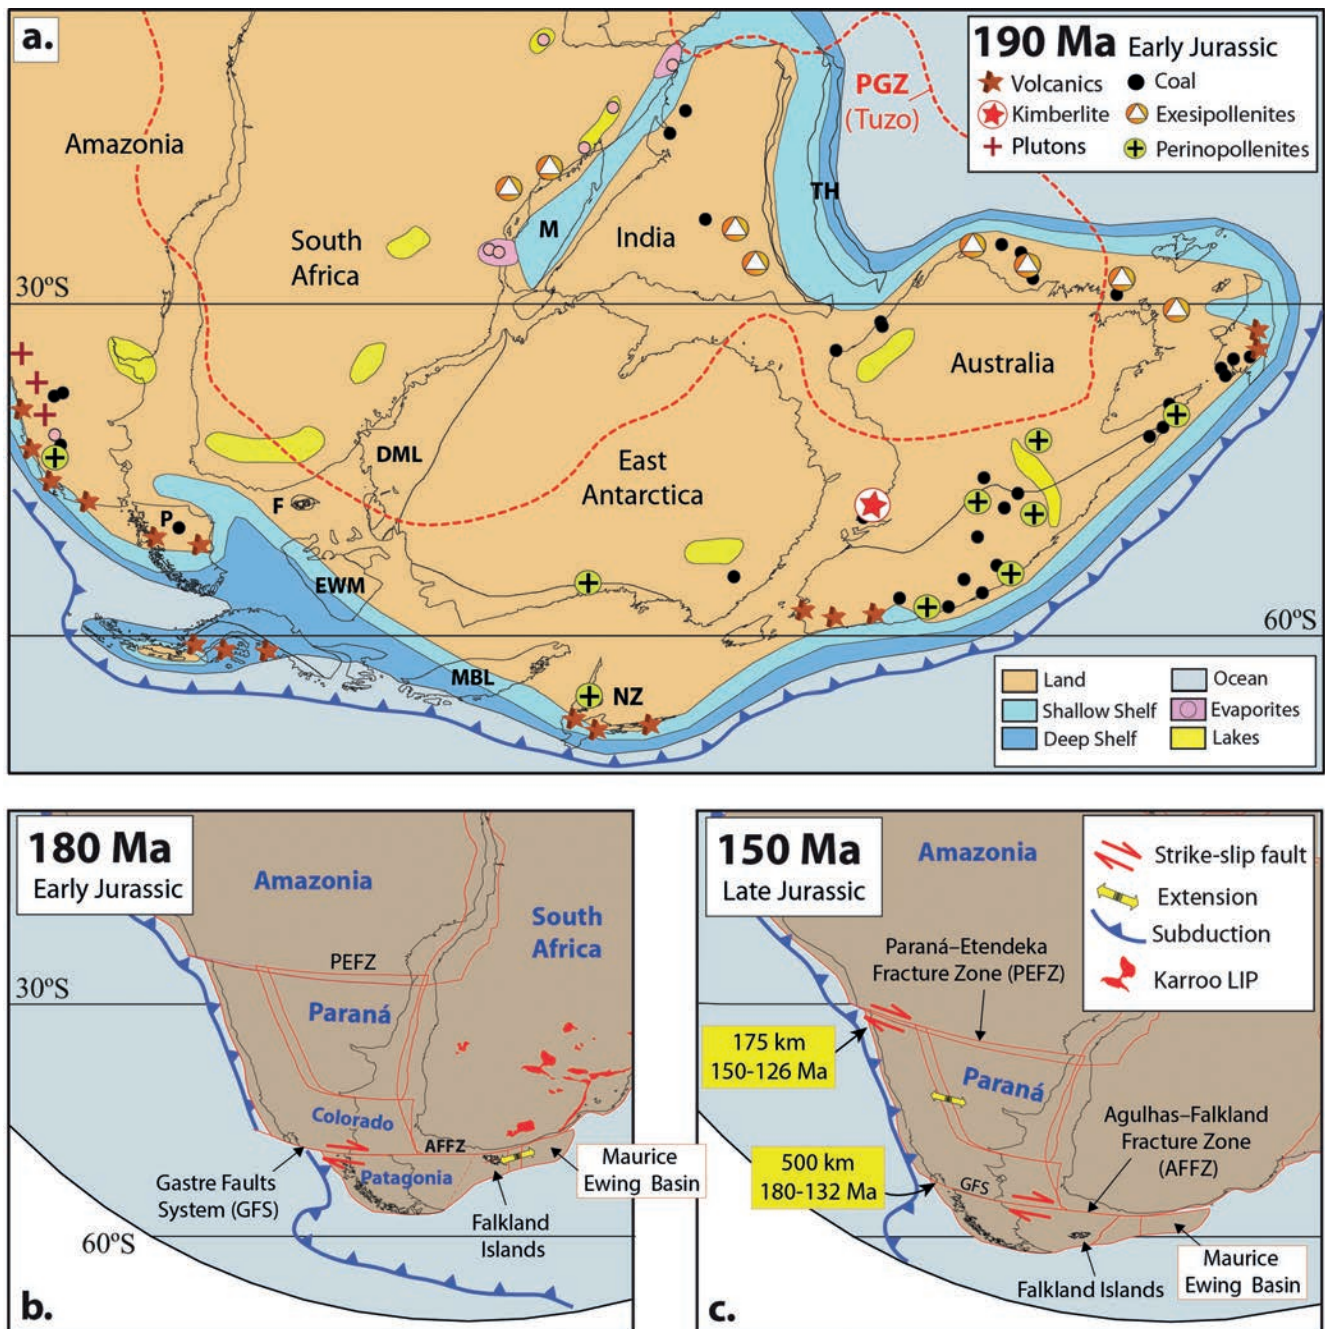 a.
190 Ma Early Jurassic
Volcanics
Coal
Kimberlite
Exesipollenites
Plutons
Perinopollenites
PGZ
(Tuzo)
Amazonia
South
Africa
M
India
TH
30ºS
Australia
DML
East
Antarctica
F
P
EWM
60ºS
MBL
NZ
Land
Ocean
Shallow Shelf
Evaporites
Deep Shelf
Lakes
180 Ma
Early Jurassic
Amazonia
South
Africa
PEFZ
30ºS
Paraná
Colorado
AFFZ
Patagonia
Gastre Faults
System (GFS)
Maurice
Ewing Basin
Falkland
Islands
60ºS
b.
150 Ma
Late Jurassic
Amazonia
Strike-slip fault
Extension
Subduction
Karroo LIP
Paraná–Etendeka
Fracture Zone (PEFZ)
175 km
150-126 Ma
Paraná
Agulhas–Falkland
Fracture Zone
(AFFZ)
500 km
180-132 Ma
GFS
Maurice
Ewing Basin
Falkland Islands
c.